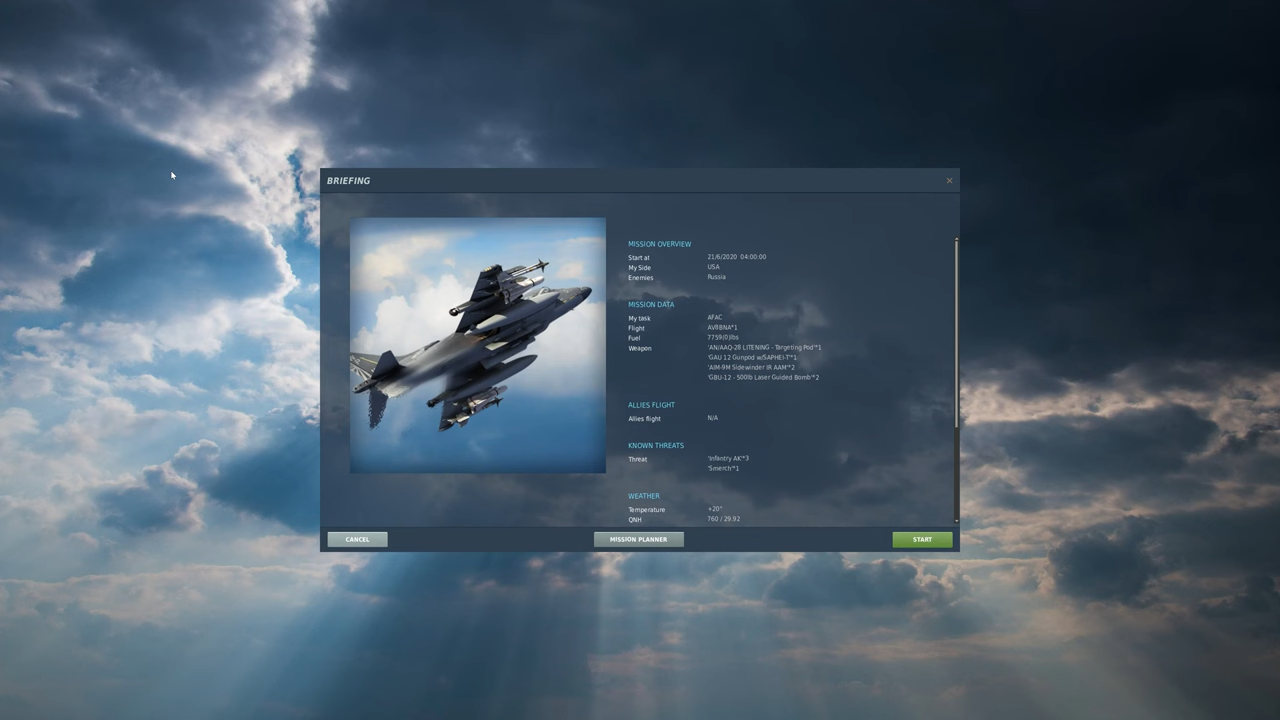 BRIEFING
MISSION OVERVIEW
Start at 21/6/2020 04:00:00
My Side USA
Enemies Russia
MISSION DATA
My task AFAC
Flight AV8BNA*1
Fuel 7759(0)lbs
Weapon 'AN/AAQ-28 LITENING - Targeting Pod'*1
'GAU 12 Gunpod w/SAPHEI-T'*1
'AIM-9M Sidewinder IR AAM'*2
'GBU-12 - 500lb Laser Guided Bomb'*2
ALLIES FLIGHT
Allies flight N/A
KNOWN THREATS
Threat 'Infantry AK'*3
'Smerch'*1
WEATHER
Temperature +20°
QNH 760 / 29.92
CANCEL MISSION PLANNER START